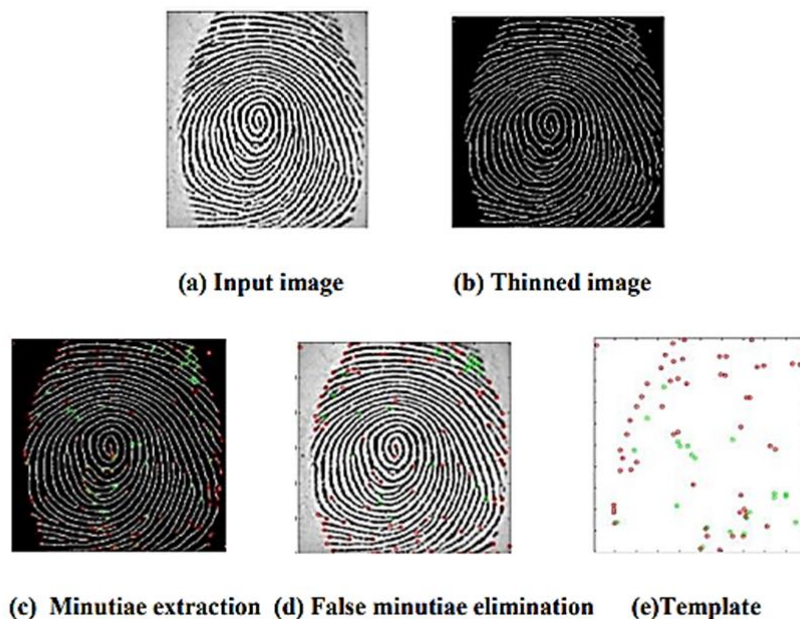 (a) Input image (b) Thinned image
(c) Minutiae extraction (d) False minutiae elimination (e)Template